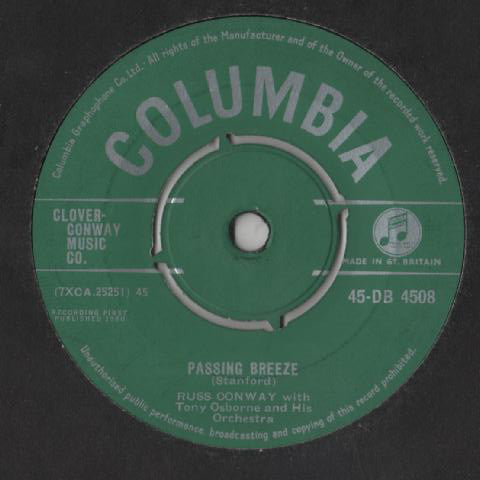 Columbia Graphophone Co. Ltd. All rights of the Manufacturer and of the Owner of the recorded work reserved.
COLUMBIA
CLOVER-
CONWAY
MUSIC
CO.
MADE IN GT. BRITAIN
(7XCA.25251) 45
45-DB 4508
RECORDING FIRST
PUBLISHED 1960
PASSING BREEZE
(Stanford)
RUSS CONWAY with
Tony Osborne and His
Orchestra
Unauthorised public performance, broadcasting and copying of this record prohibited.